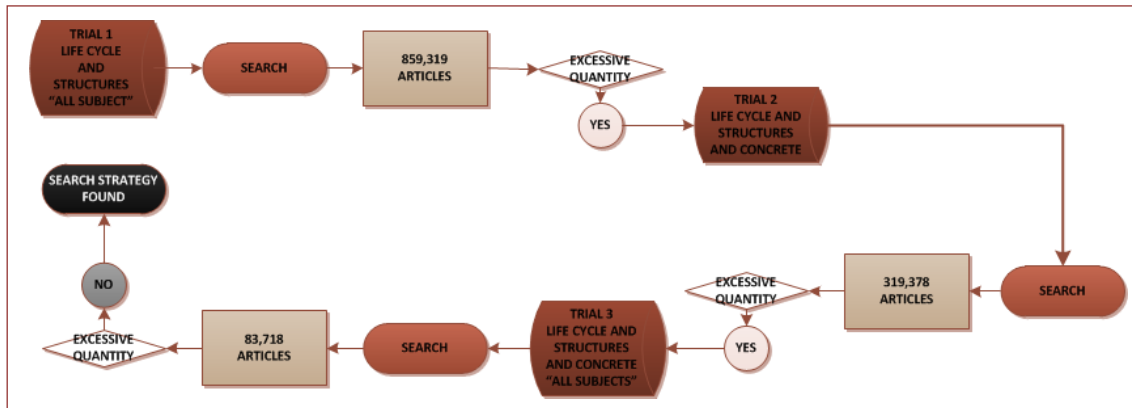 TRIAL 1
LIFE CYCLE
AND
STRUCTURES
"ALL SUBJECT"
SEARCH
859,319
ARTICLES
EXCESSIVE
QUANTITY
YES
TRIAL 2
LIFE CYCLE AND
STRUCTURES
AND CONCRETE
SEARCH
319,378
ARTICLES
EXCESSIVE
QUANTITY
YES
TRIAL 3
LIFE CYCLE AND
STRUCTURES
AND CONCRETE
"ALL SUBJECTS"
SEARCH
83,718
ARTICLES
EXCESSIVE
QUANTITY
NO
SEARCH STRATEGY
FOUND